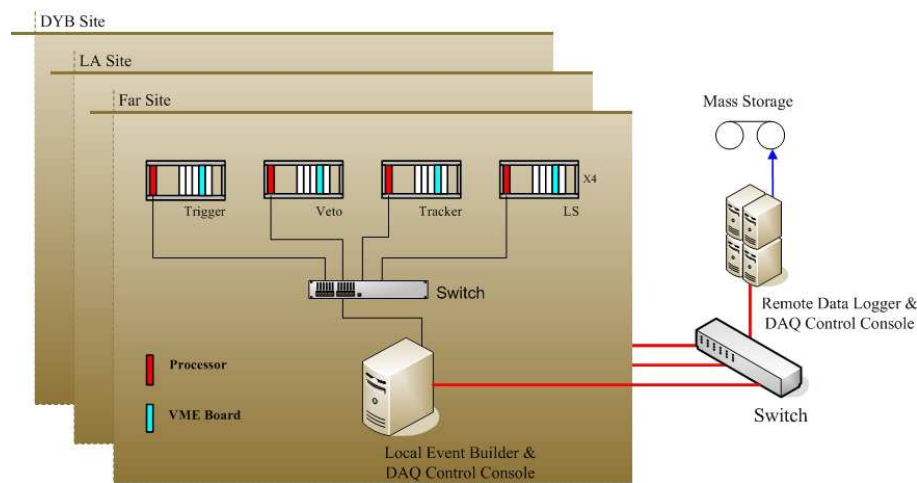 DYB Site
LA Site
Far Site
Mass Storage
Trigger
Veto
Tracker
X4
LS
Switch
Remote Data Logger &
DAQ Control Console
Processor
VME Board
Switch
Local Event Builder &
DAQ Control Console